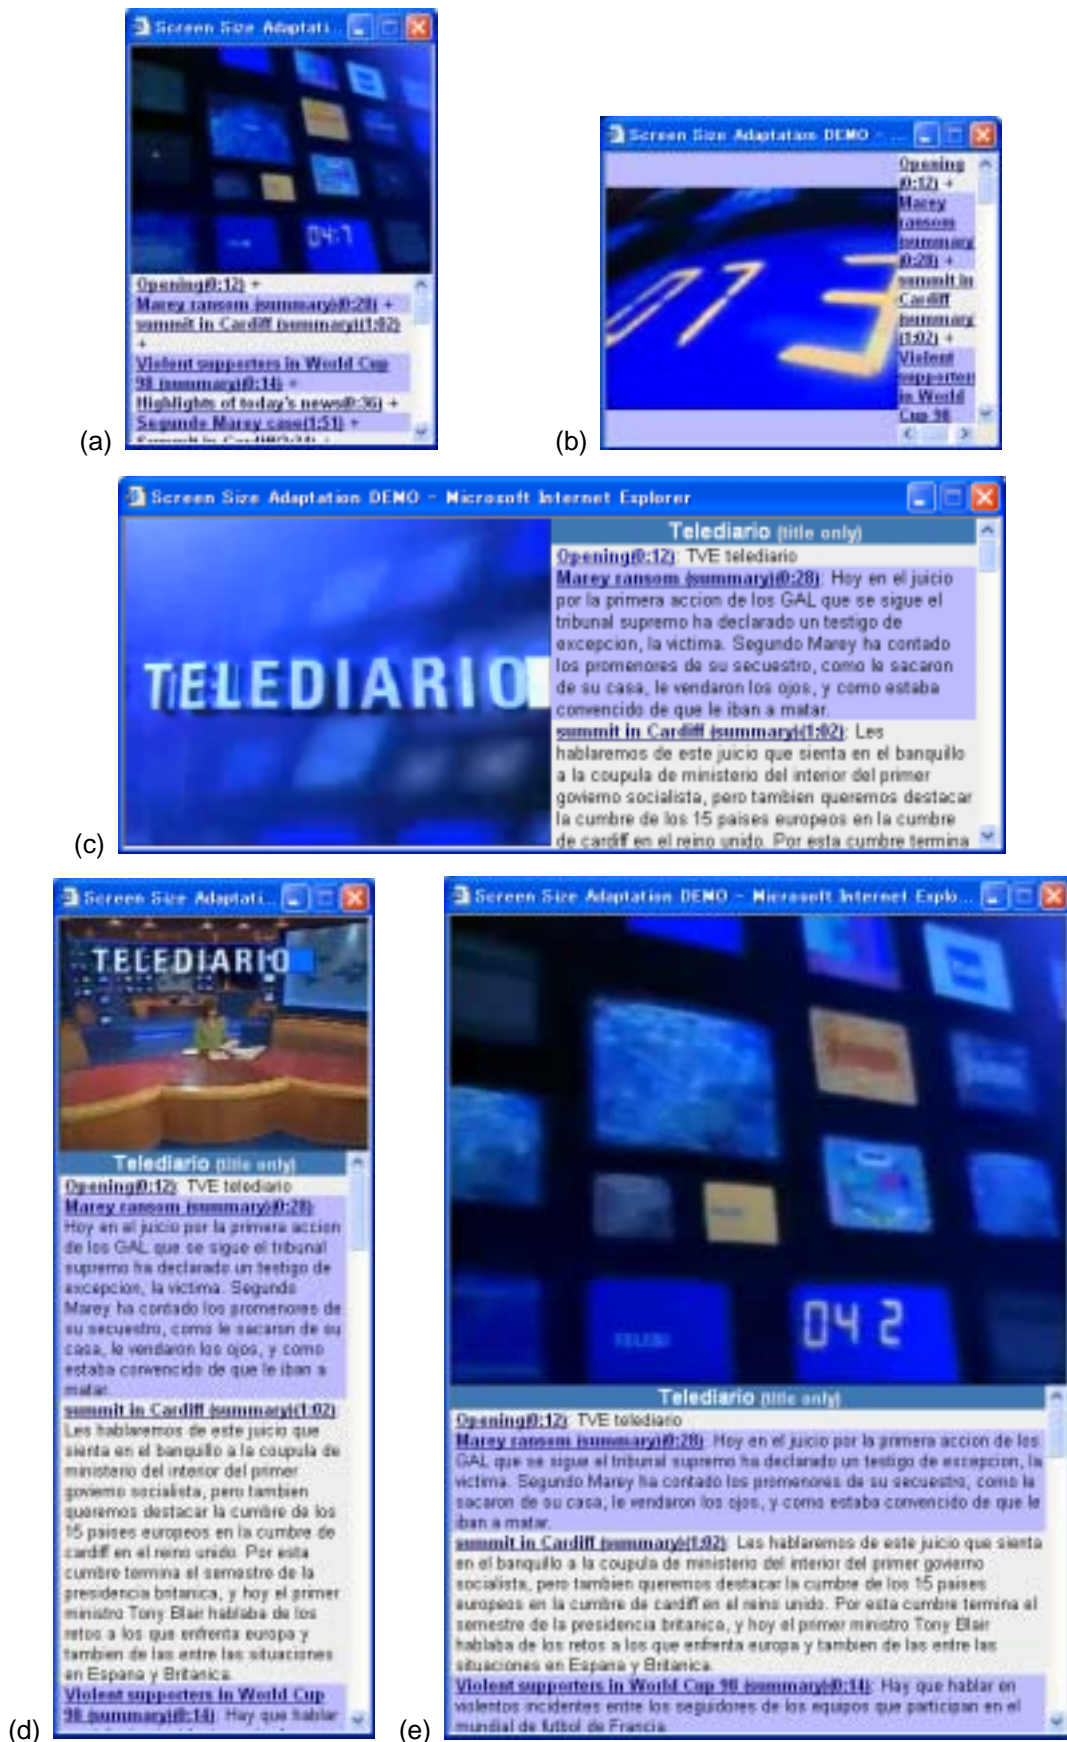 Screen Size Adaptati...
04:7
Opening(0:12) +
Marey ransom (summary)(0:28) +
summit in Cardiff (summary)(1:02)
+
Violent supporters in World Cup
98 (summary)(0:14) +
Highlights of today's news(0:36) +
Segundo Marey case(1:51) +
(a)
Screen Size Adaptation DEMO - ...
07 3
Opening
(0:12) +
Marey
ransom
(summary)
(0:28) +
summit in
Cardiff
(summary)
(1:02) +
Violent
supporters
in World
Cup 98
(b)
Screen Size Adaptation DEMO - Microsoft Internet Explorer
TELEDIARIO
Telediario (title only)
Opening(0:12): TVE telediario
Marey ransom (summary)(0:28): Hoy en el juicio
por la primera accion de los GAL que se sigue el
tribunal supremo ha declarado un testigo de
excepcion, la victima. Segundo Marey ha contado
los promenores de su secuestro, como le sacaron
de su casa, le vendaron los ojos, y como estaba
convencido de que le iban a matar.
summit in Cardiff (summary)(1:02): Les
hablaremos de este juicio que sienta en el banquillo
a la coupula de ministerio del interior del primer
govierno socialista, pero tambien queremos destacar
la cumbre de los 15 paises europeos en la cumbre
de cardiff en el reino unido. Por esta cumbre termina
(c)
Screen Size Adaptati...
TELEDIARIO
Telediario (title only)
Opening(0:12): TVE telediario
Marey ransom (summary)(0:28):
Hoy en el juicio por la primera accion
de los GAL que se sigue el tribunal
supremo ha declarado un testigo de
excepcion, la victima. Segundo
Marey ha contado los promenores de
su secuestro, como le sacaron de su
casa, le vendaron los ojos, y como
estaba convencido de que le iban a
matar.
summit in Cardiff (summary)(1:02):
Les hablaremos de este juicio que
sienta en el banquillo a la coupula de
ministerio del interior del primer
govierno socialista, pero tambien
queremos destacar la cumbre de los
15 paises europeos en la cumbre de
cardiff en el reino unido. Por esta
cumbre termina el semestre de la
presidencia britanica, y hoy el primer
ministro Tony Blair hablaba de los
retos a los que enfrenta europa y
tambien de las entre las situaciones
en Espana y Britanica.
Violent supporters in World Cup
98 (summary)(0:14): Hay que hablar
(d)
Screen Size Adaptation DEMO - Microsoft Internet Explo...
TELEDI
04 2
Telediario (title only)
Opening(0:12): TVE telediario
Marey ransom (summary)(0:28): Hoy en el juicio por la primera accion de los
GAL que se sigue el tribunal supremo ha declarado un testigo de excepcion, la
victima. Segundo Marey ha contado los promenores de su secuestro, como le
sacaron de su casa, le vendaron los ojos, y como estaba convencido de que le
iban a matar.
summit in Cardiff (summary)(1:02): Les hablaremos de este juicio que sienta
en el banquillo a la coupula de ministerio del interior del primer govierno
socialista, pero tambien queremos destacar la cumbre de los 15 paises
europeos en la cumbre de cardiff en el reino unido. Por esta cumbre termina el
semestre de la presidencia britanica, y hoy el primer ministro Tony Blair
hablaba de los retos a los que enfrenta europa y tambien de las entre las
situaciones en Espana y Britanica.
Violent supporters in World Cup 98 (summary)(0:14): Hay que hablar en
violentos incidentes entre los seguidores de los equipos que participan en el
mundial de futbol de Francia.
(e)